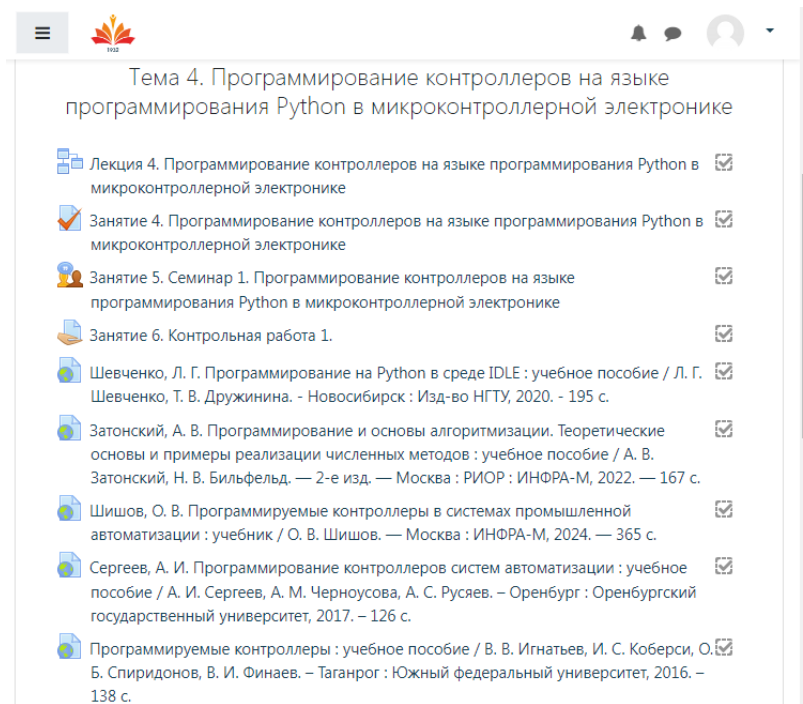 1932
Тема 4. Программирование контроллеров на языке
программирования Python в микроконтроллерной электронике
Лекция 4. Программирование контроллеров на языке программирования Python в
микроконтроллерной электронике
Занятие 4. Программирование контроллеров на языке программирования Python в
микроконтроллерной электронике
Занятие 5. Семинар 1. Программирование контроллеров на языке
программирования Python в микроконтроллерной электронике
Занятие 6. Контрольная работа 1.
Шевченко, Л. Г. Программирование на Python в среде IDLE : учебное пособие / Л. Г.
Шевченко, Т. В. Дружинина. - Новосибирск : Изд-во НГТУ, 2020. - 195 с.
Затонский, А. В. Программирование и основы алгоритмизации. Теоретические
основы и примеры реализации численных методов : учебное пособие / А. В.
Затонский, Н. В. Бильфельд. — 2-е изд. — Москва : РИОР : ИНФРА-М, 2022. — 167 с.
Шишов, О. В. Программируемые контроллеры в системах промышленной
автоматизации : учебник / О. В. Шишов. — Москва : ИНФРА-М, 2024. — 365 с.
Сергеев, А. И. Программирование контроллеров систем автоматизации : учебное
пособие / А. И. Сергеев, А. М. Черноусова, А. С. Русяев. – Оренбург : Оренбургский
государственный университет, 2017. – 126 с.
Программируемые контроллеры : учебное пособие / В. В. Игнатьев, И. С. Коберси, О.
Б. Спиридонов, В. И. Финаев. – Таганрог : Южный федеральный университет, 2016. –
138 с.